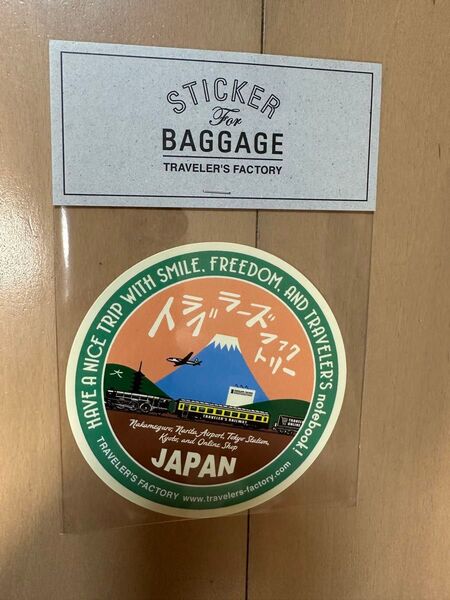 STICKER
For
BAGGAGE
TRAVELER'S FACTORY
HAVE A NICE TRIP WITH SMILE, FREEDOM, AND TRAVELER'S notebook!
トラベラーズ
ファク
トリー
TRAVELER'S RAILWAY
Nakameguro, Narita Airport, Tokyo Station,
Kyoto, and Online Shop
JAPAN
TRAVELER'S FACTORY www.travelers-factory.com